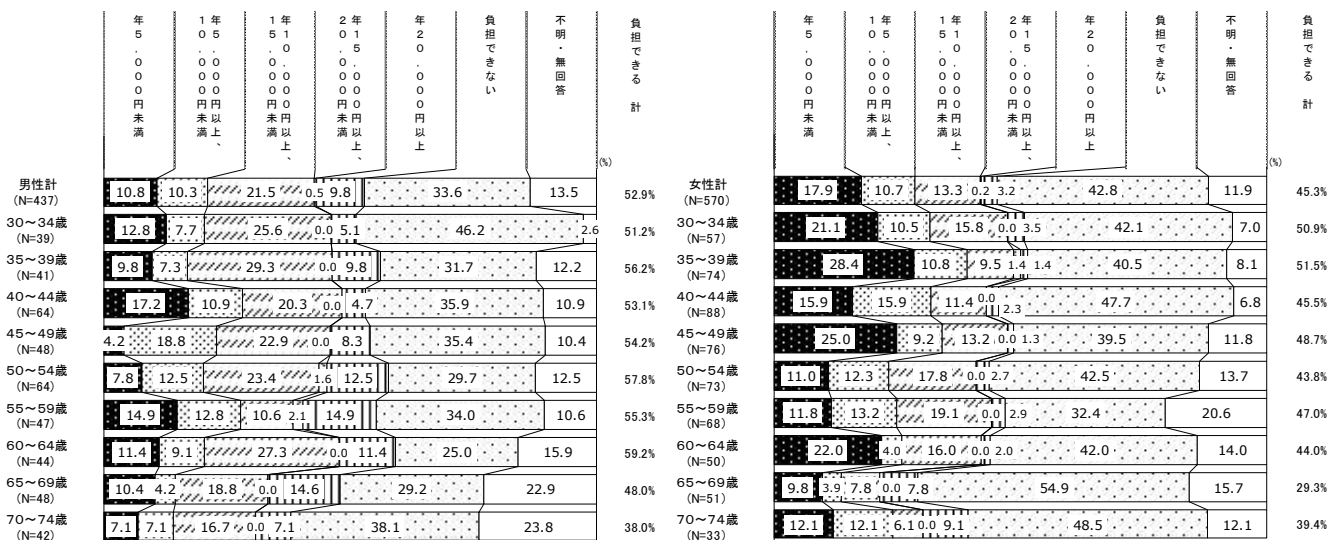 年５．０００円未満
年５．０００円以上、
１０．０００円未満
年１０．０００円以上、
１５．０００円未満
年１５．０００円以上、
２０．０００円未満
年２０．０００円以上
負担できない
不明・無回答
負担できる 計
(%)
男性計
(N=437)
10.8 10.3 21.5 0.5 9.8 33.6 13.5 52.9%
30～34歳
(N=39)
12.8 7.7 25.6 0.0 5.1 46.2 2.6 51.2%
35～39歳
(N=41)
9.8 7.3 29.3 0.0 9.8 31.7 12.2 56.2%
40～44歳
(N=64)
17.2 10.9 20.3 0.0 4.7 35.9 10.9 53.1%
45～49歳
(N=48)
4.2 18.8 22.9 0.0 8.3 35.4 10.4 54.2%
50～54歳
(N=64)
7.8 12.5 23.4 1.6 12.5 29.7 12.5 57.8%
55～59歳
(N=47)
14.9 12.8 10.6 2.1 14.9 34.0 10.6 55.3%
60～64歳
(N=44)
11.4 9.1 27.3 0.0 11.4 25.0 15.9 59.2%
65～69歳
(N=48)
10.4 4.2 18.8 0.0 14.6 29.2 22.9 48.0%
70～74歳
(N=42)
7.1 7.1 16.7 0.0 7.1 38.1 23.8 38.0%
年５．０００円未満
年５．０００円以上、
１０．０００円未満
年１０．０００円以上、
１５．０００円未満
年１５．０００円以上、
２０．０００円未満
年２０．０００円以上
負担できない
不明・無回答
負担できる 計
(%)
女性計
(N=570)
17.9 10.7 13.3 0.2 3.2 42.8 11.9 45.3%
30～34歳
(N=57)
21.1 10.5 15.8 0.0 3.5 42.1 7.0 50.9%
35～39歳
(N=74)
28.4 10.8 9.5 1.4 1.4 40.5 8.1 51.5%
40～44歳
(N=88)
15.9 15.9 11.4 0.0 2.3 47.7 6.8 45.5%
45～49歳
(N=76)
25.0 9.2 13.2 0.0 1.3 39.5 11.8 48.7%
50～54歳
(N=73)
11.0 12.3 17.8 0.0 2.7 42.5 13.7 43.8%
55～59歳
(N=68)
11.8 13.2 19.1 0.0 2.9 32.4 20.6 47.0%
60～64歳
(N=50)
22.0 4.0 16.0 0.0 2.0 42.0 14.0 44.0%
65～69歳
(N=51)
9.8 3.9 7.8 0.0 7.8 54.9 15.7 29.3%
70～74歳
(N=33)
12.1 12.1 6.1 0.0 9.1 48.5 12.1 39.4%